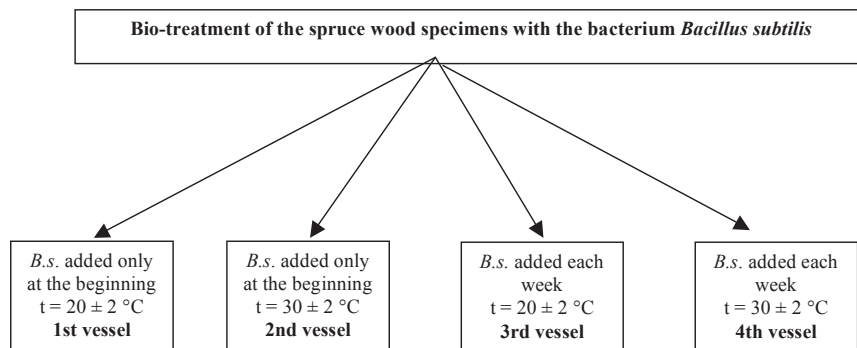 Bio-treatment of the spruce wood specimens with the bacterium Bacillus subtilis
B.s. added only
at the beginning
t = 20 ± 2 °C
1st vessel
B.s. added only
at the beginning
t = 30 ± 2 °C
2nd vessel
B.s. added each
week
t = 20 ± 2 °C
3rd vessel
B.s. added each
week
t = 30 ± 2 °C
4th vessel